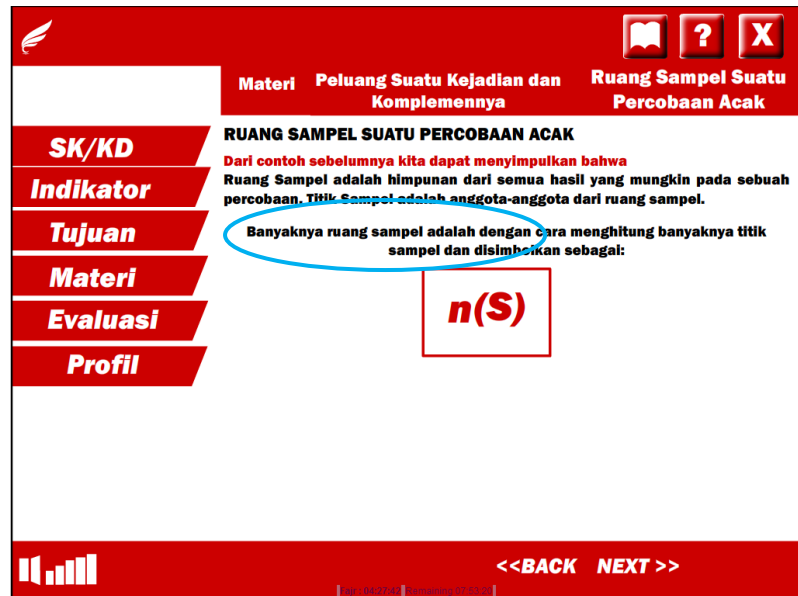 ? X
Materi Peluang Suatu Kejadian dan Komplemennya Ruang Sampel Suatu Percobaan Acak
SK/KD
Indikator
Tujuan
Materi
Evaluasi
Profil
RUANG SAMPEL SUATU PERCOBAAN ACAK
Dari contoh sebelumnya kita dapat menyimpulkan bahwa
Ruang Sampel adalah himpunan dari semua hasil yang mungkin pada sebuah
percobaan. Titik Sampel adalah anggota-anggota dari ruang sampel.
Banyaknya ruang sampel adalah dengan cara menghitung banyaknya titik
sampel dan disimbolkan sebagai:
n(S)
<<BACK NEXT >>